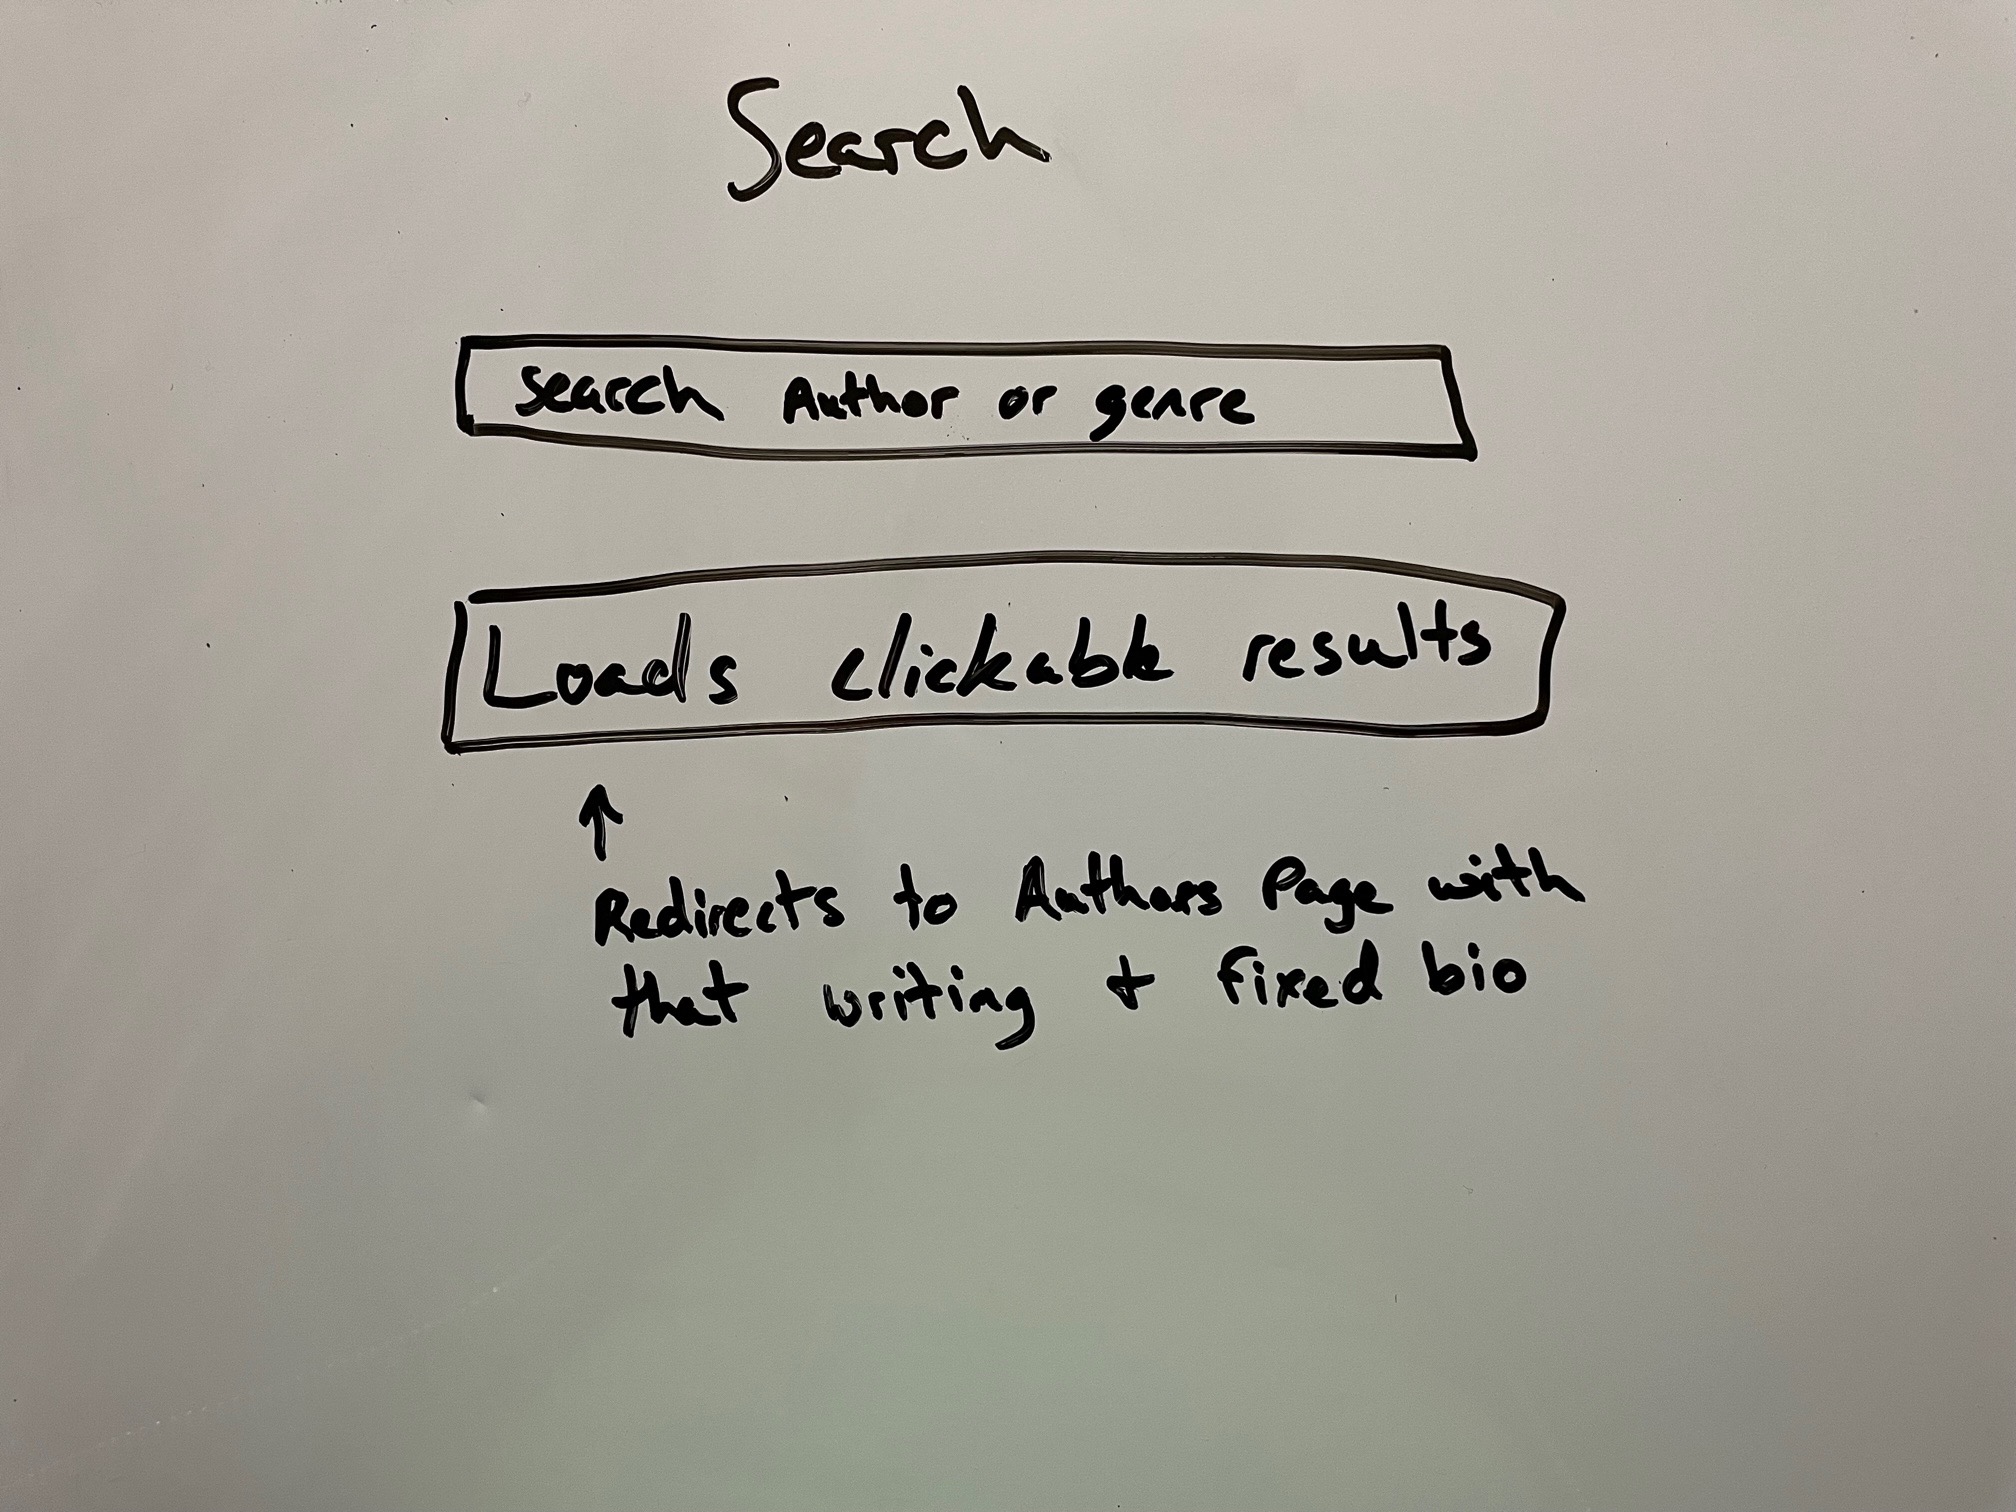 Search
search Author or genre
Loads clickable results
↑
Redirects to Authors Page with
that writing + fixed bio